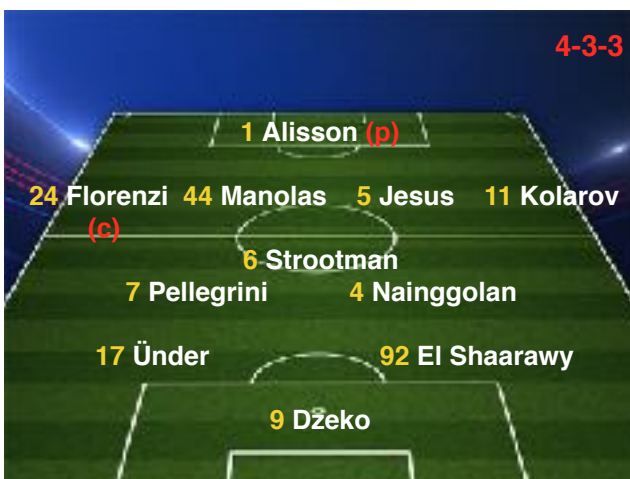 4-3-3
1 Alisson (p)
24 Florenzi 44 Manolas 5 Jesus 11 Kolarov
(c)
6 Strootman
7 Pellegrini 4 Nainggolan
17 Ünder 92 El Shaarawy
9 Dzeko